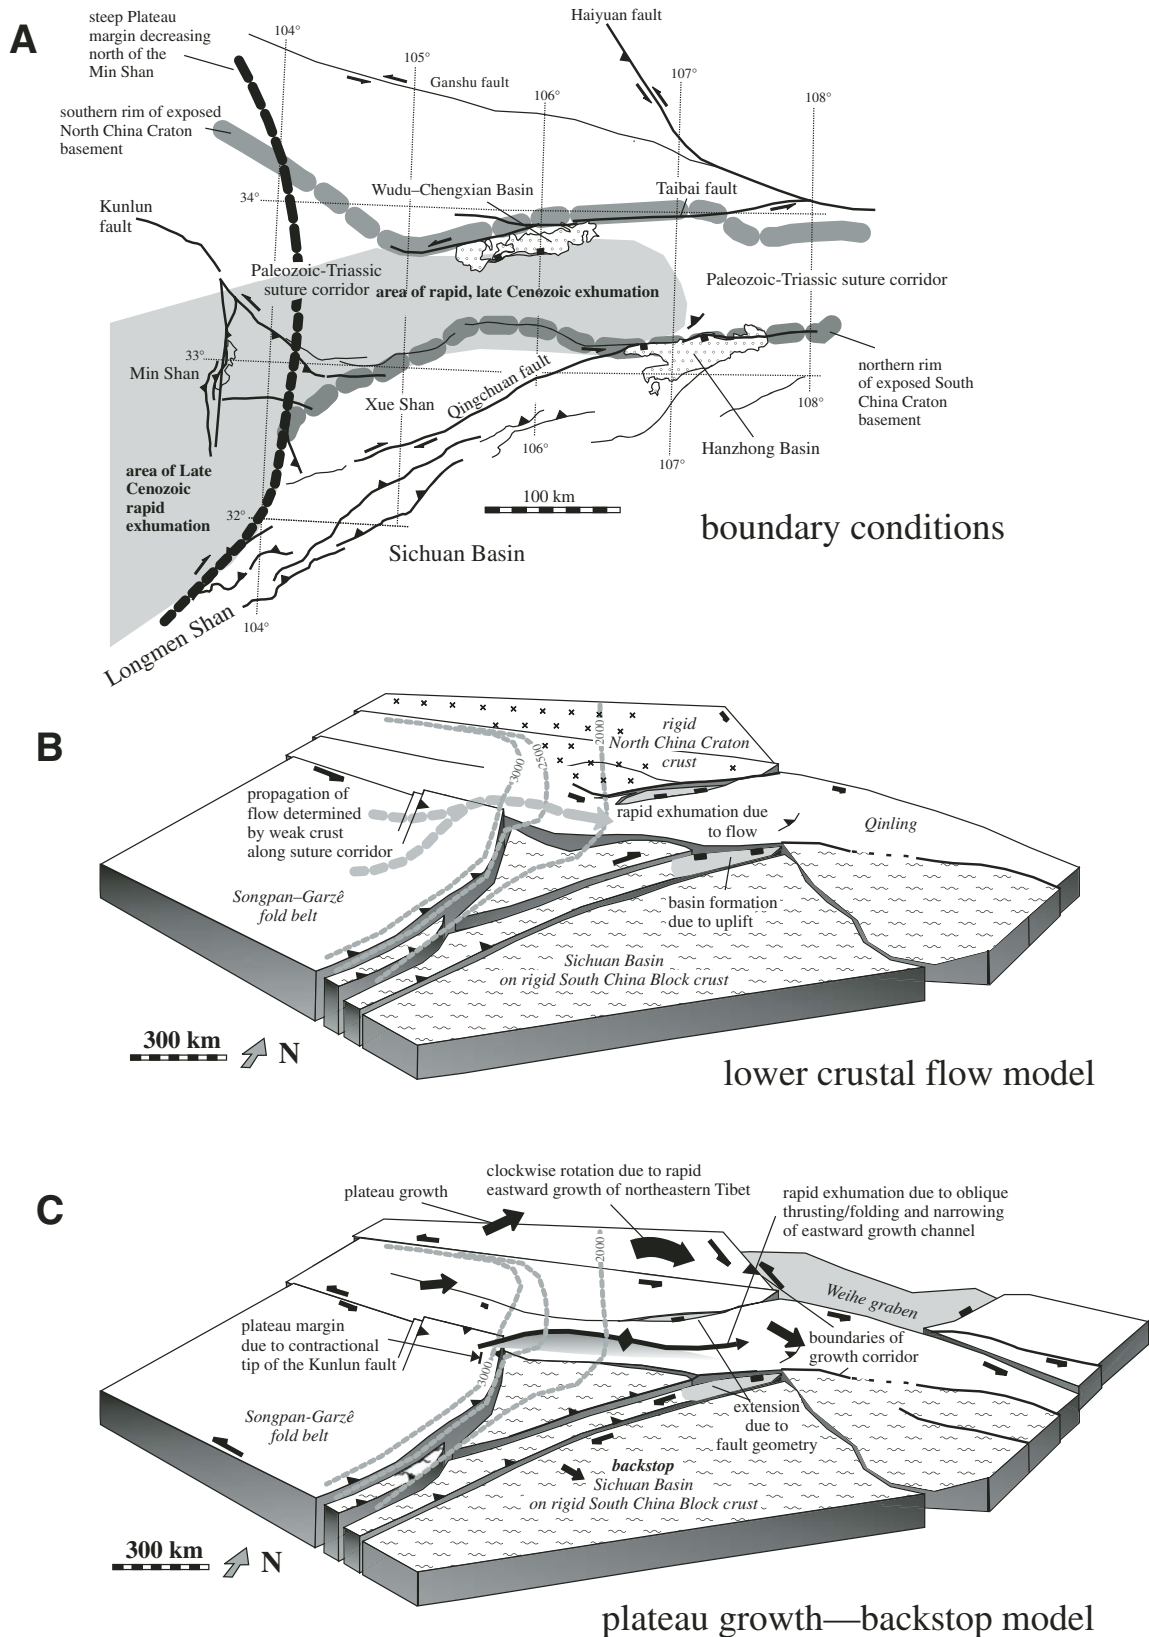 A
steep Plateau
margin decreasing
north of the
Min Shan
104°
105°
Haiyuan fault
Ganshu fault
106°
107°
108°
southern rim of exposed
North China Craton
basement
Kunlun
fault
34°
Wudu–Chengxian Basin
Taibai fault
Paleozoic-Triassic
suture corridor
area of rapid, late Cenozoic exhumation
Paleozoic-Triassic suture corridor
33°
Min Shan
Xue Shan
Qingchuan fault
northern rim
of exposed South
China Craton
basement
108°
106°
107°
Hanzhong Basin
area of Late
Cenozoic
rapid
exhumation
32°
100 km
boundary conditions
Sichuan Basin
Longmen Shan
104°
B
rigid
North China Craton
crust
2000
2500
3000
propagation of
flow determined
by weak crust
along suture corridor
rapid exhumation due
to flow
Qinling
Songpan–Garzê
fold belt
basin formation
due to uplift
Sichuan Basin
on rigid South China Block crust
300 km
N
lower crustal flow model
C
clockwise rotation due to rapid
eastward growth of northeastern Tibet
plateau growth
rapid exhumation due to oblique
thrusting/folding and narrowing
of eastward growth channel
2000
Weihe graben
plateau margin
due to contractional
tip of the Kunlun fault
3000
boundaries of
growth corridor
Songpan-Garzê
fold belt
extension
due to
fault geometry
backstop
Sichuan Basin
on rigid South China Block crust
300 km
N
plateau growth—backstop model